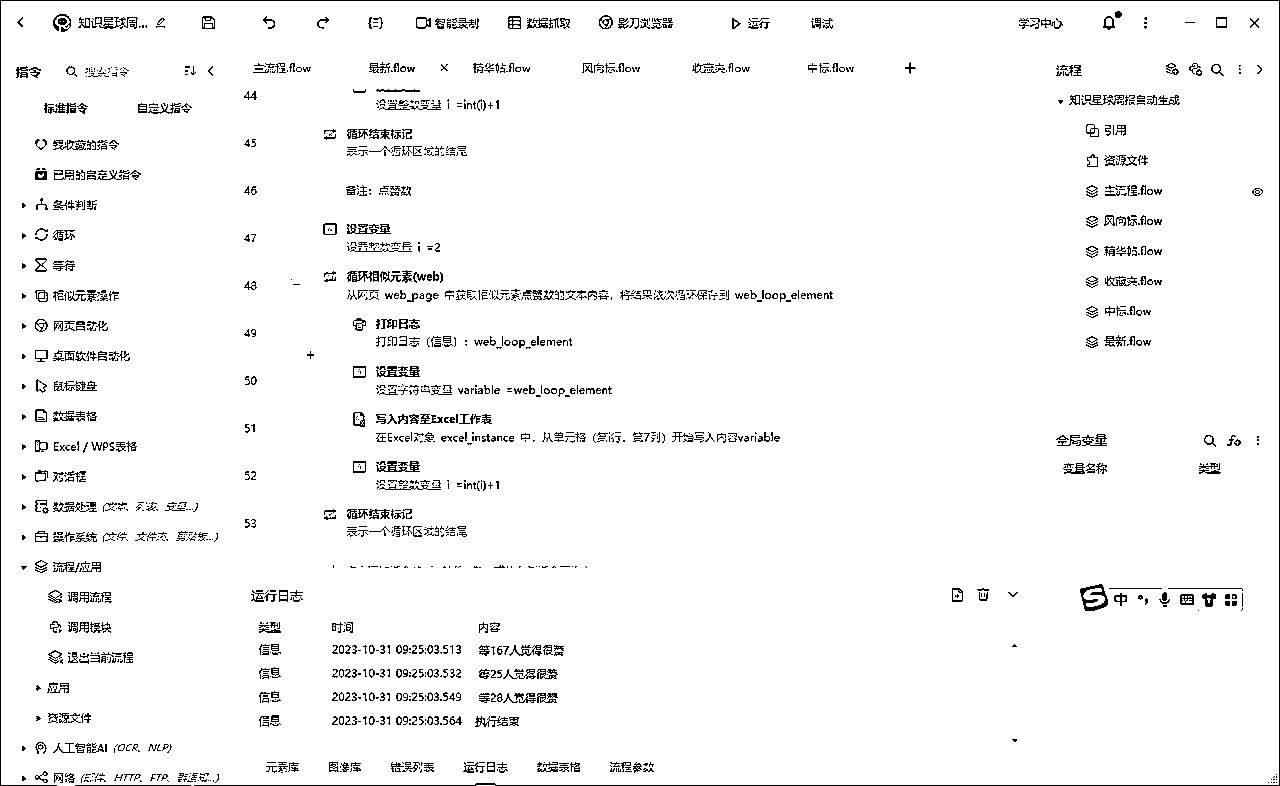 知识星球周... 智能录制 数据抓取 影刀浏览器 运行 调试 学习中心
指令 搜索指令
主流程.flow 最新.flow 精华帖.flow 风向标.flow 收藏夹.flow 中标.flow
标准指令 自定义指令
我收藏的指令
已用的自定义指令
条件判断
循环
等待
相似元素操作
网页自动化
桌面软件自动化
鼠标键盘
数据表格
Excel / WPS表格
对话框
数据处理 (文本、列表、变量...)
操作系统 (文件、文件夹、剪贴板...)
流程/应用
调用流程
调用模块
退出当前流程
应用
资源文件
人工智能AI (OCR、NLP)
网络 (邮件、HTTP、FTP、群通知...)
44
设置整数变量 i =int(i)+1
45 循环结束标记
表示一个循环区域的结尾
46 备注：点赞数
47 设置变量
设置整数变量 i =2
48 循环相似元素(web)
从网页 web_page 中获取相似元素点赞数的文本内容，将结果依次循环保存到 web_loop_element
49 打印日志
打印日志（信息）：web_loop_element
50 设置变量
设置字符串变量 variable =web_loop_element
51 写入内容至Excel工作表
在Excel对象 excel_instance 中，从单元格（第i行、第7列）开始写入内容variable
52 设置变量
设置整数变量 i =int(i)+1
53 循环结束标记
表示一个循环区域的结尾
运行日志
类型 时间 内容
信息 2023-10-31 09:25:03.513 等167人觉得很赞
信息 2023-10-31 09:25:03.532 等25人觉得很赞
信息 2023-10-31 09:25:03.549 等28人觉得很赞
信息 2023-10-31 09:25:03.564 执行结束
元素库 图像库 错误列表 运行日志 数据表格 流程参数
流程
知识星球周报自动生成
引用
资源文件
主流程.flow
风向标.flow
精华帖.flow
收藏夹.flow
中标.flow
最新.flow
全局变量
变量名称 类型
中